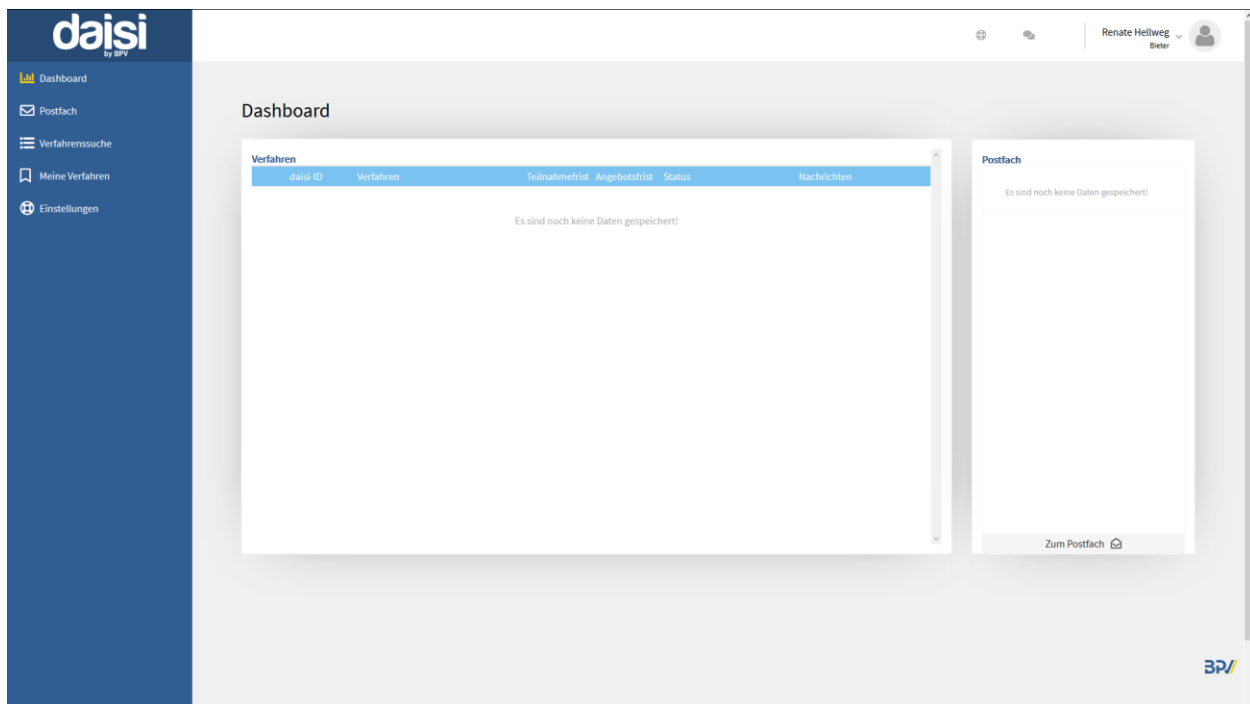 daisi
by BPV
Renate Hellweg
Bieter
Dashboard
Postfach
Verfahrenssuche
Meine Verfahren
Einstellungen
Dashboard
Verfahren
daisi-ID Verfahren Teilnahmefrist Angebotsfrist Status Nachrichten
Es sind noch keine Daten gespeichert!
Postfach
Es sind noch keine Daten gespeichert!
Zum Postfach
BPV